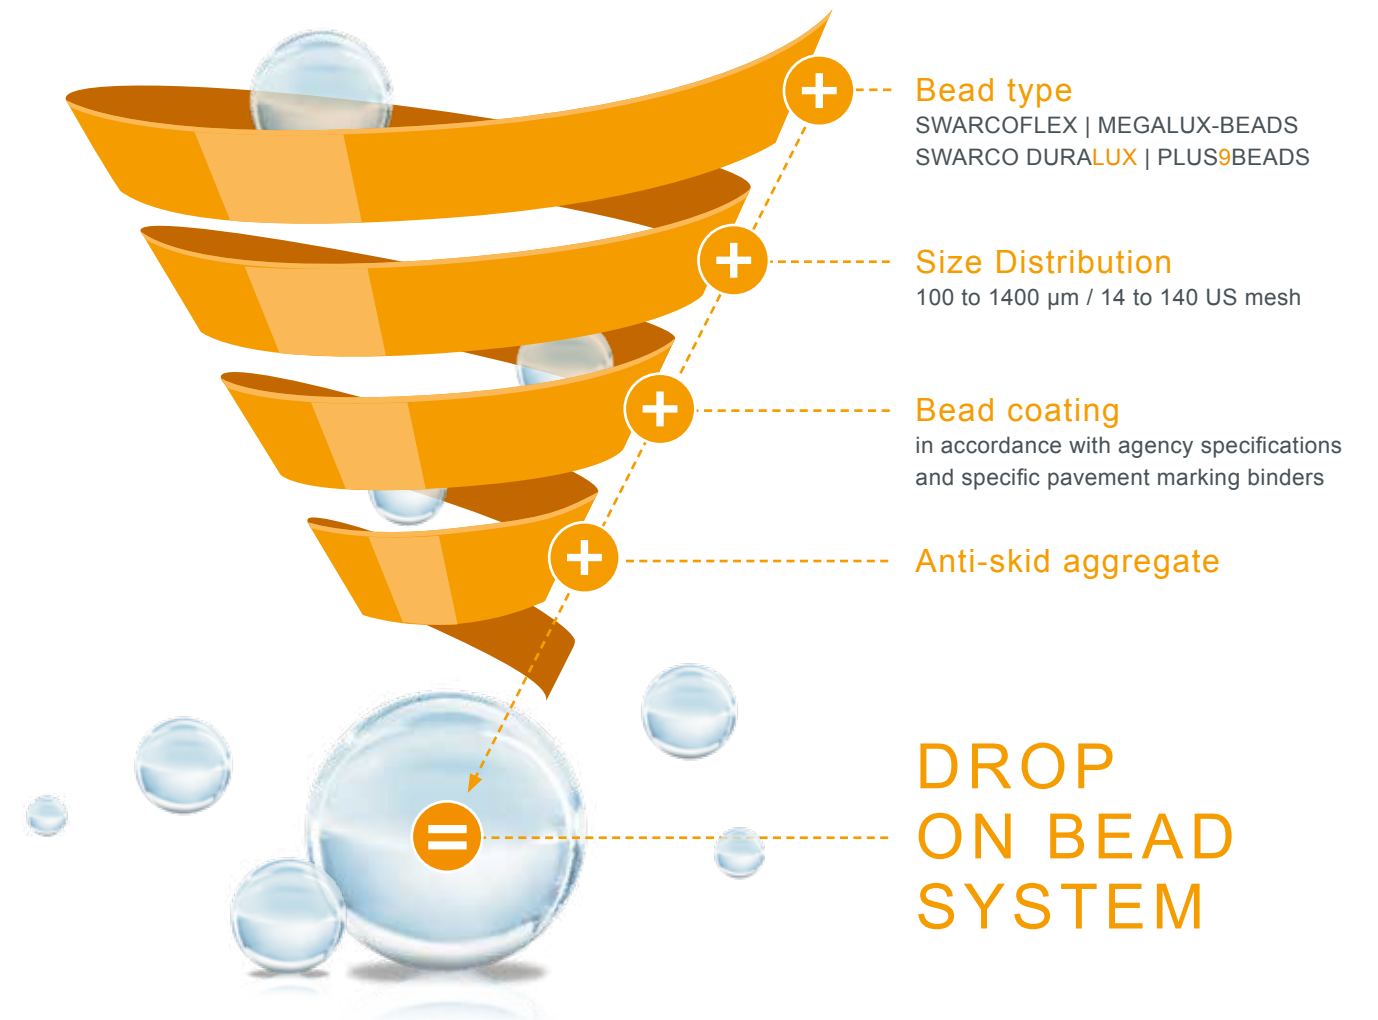 Bead type
SWARCOFLEX | MEGALUX-BEADS
SWARCO DURALUX | PLUS9BEADS
Size Distribution
100 to 1400 µm / 14 to 140 US mesh
Bead coating
in accordance with agency specifications
and specific pavement marking binders
Anti-skid aggregate
DROP
ON BEAD
SYSTEM